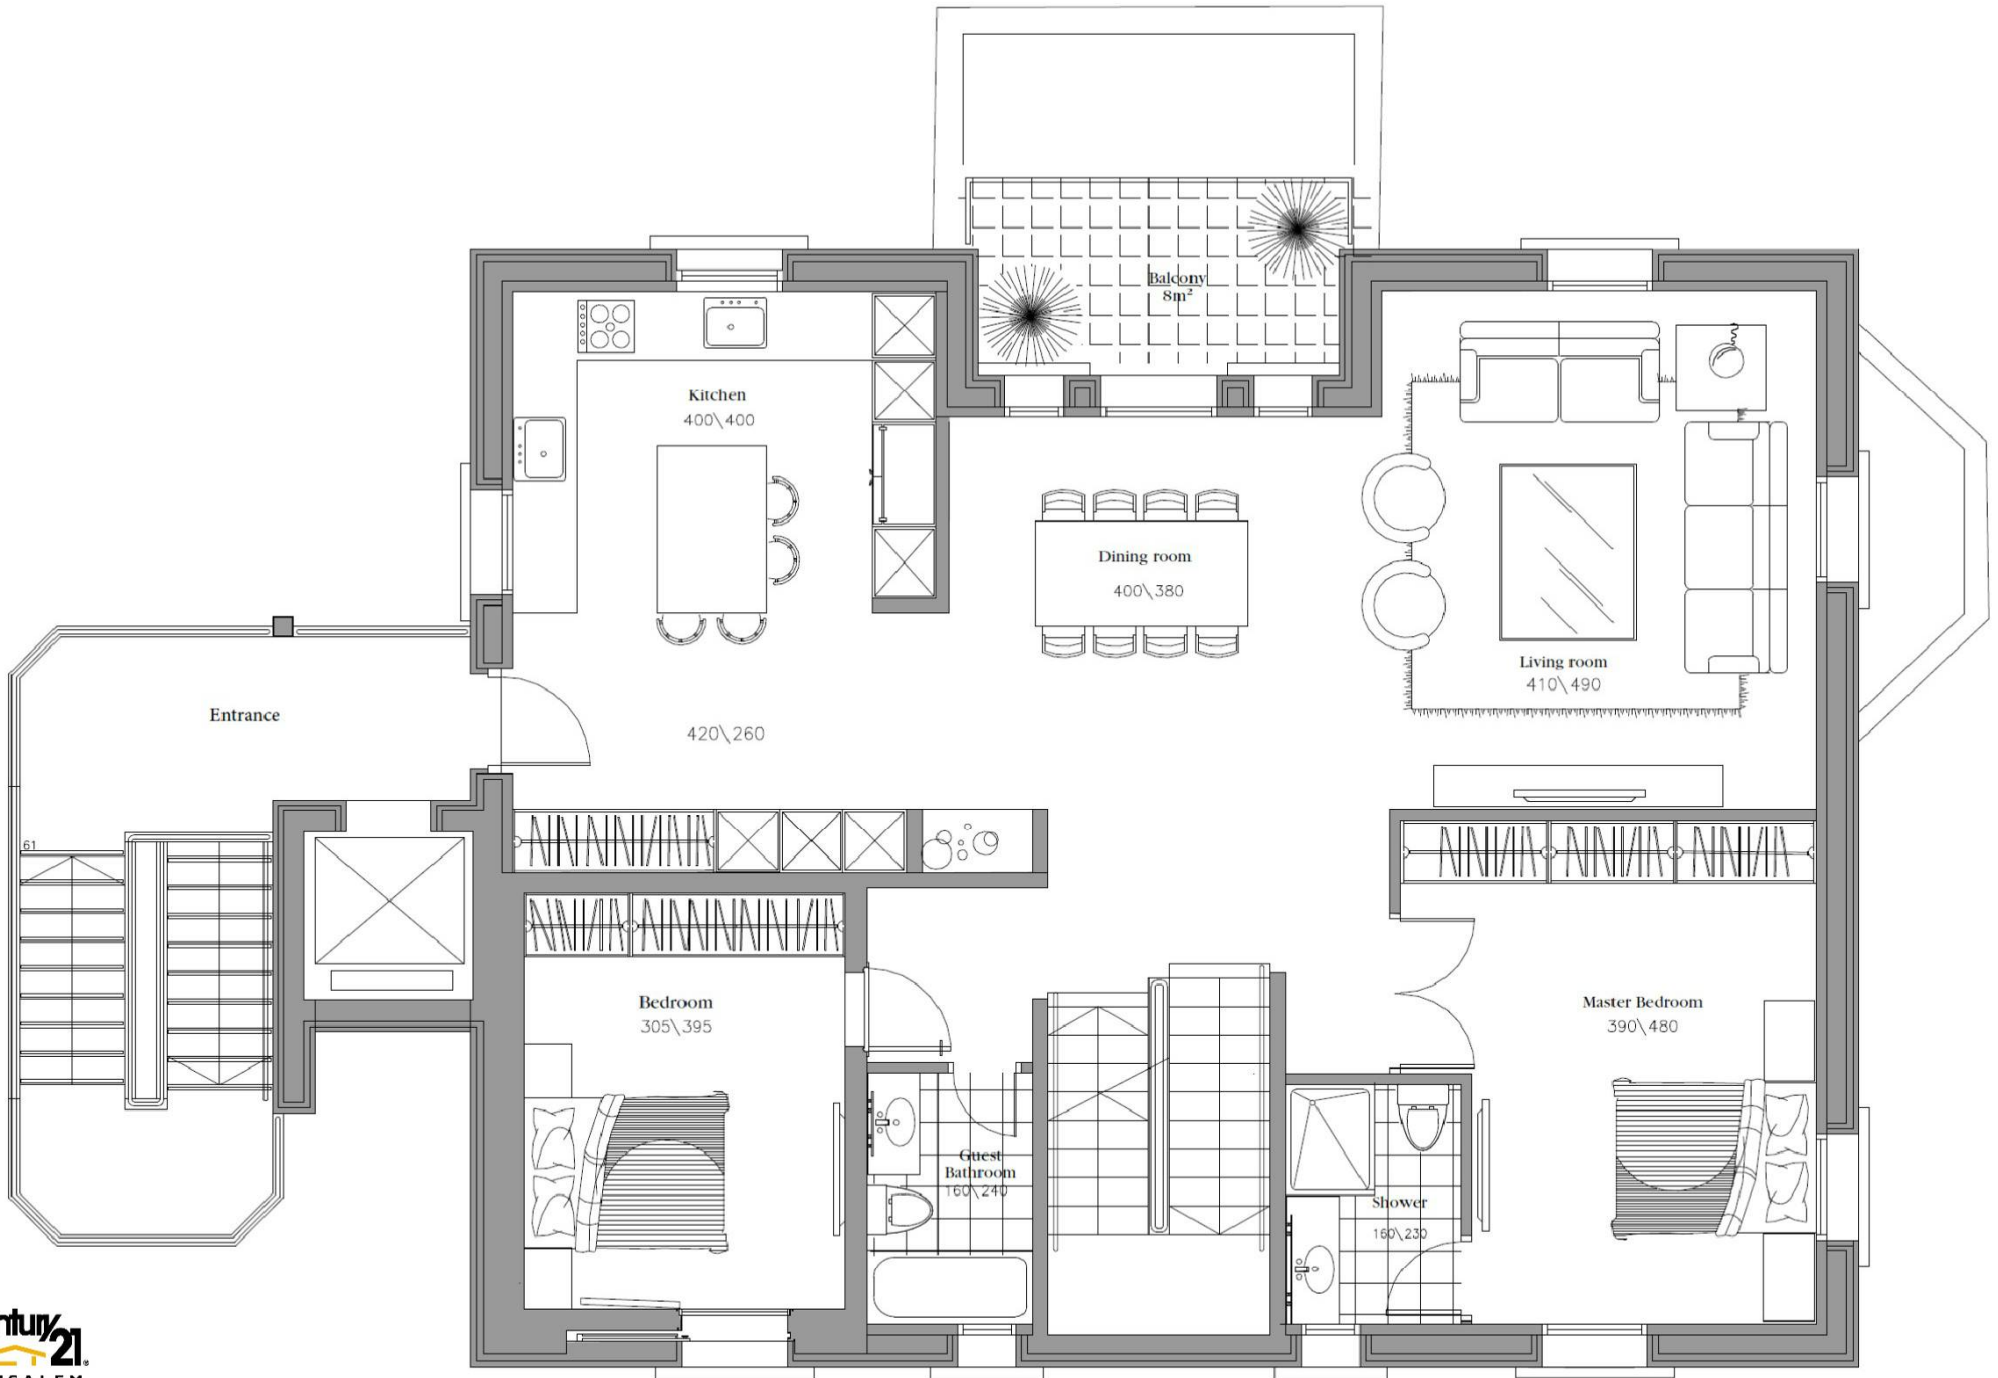 Balcony
8m²
Kitchen
400\400
Dining room
400\380
Living room
410\490
Entrance
420\260
61
Bedroom
305\395
Master Bedroom
390\480
Guest
Bathroom
160\240
Shower
160\230
ntury
21